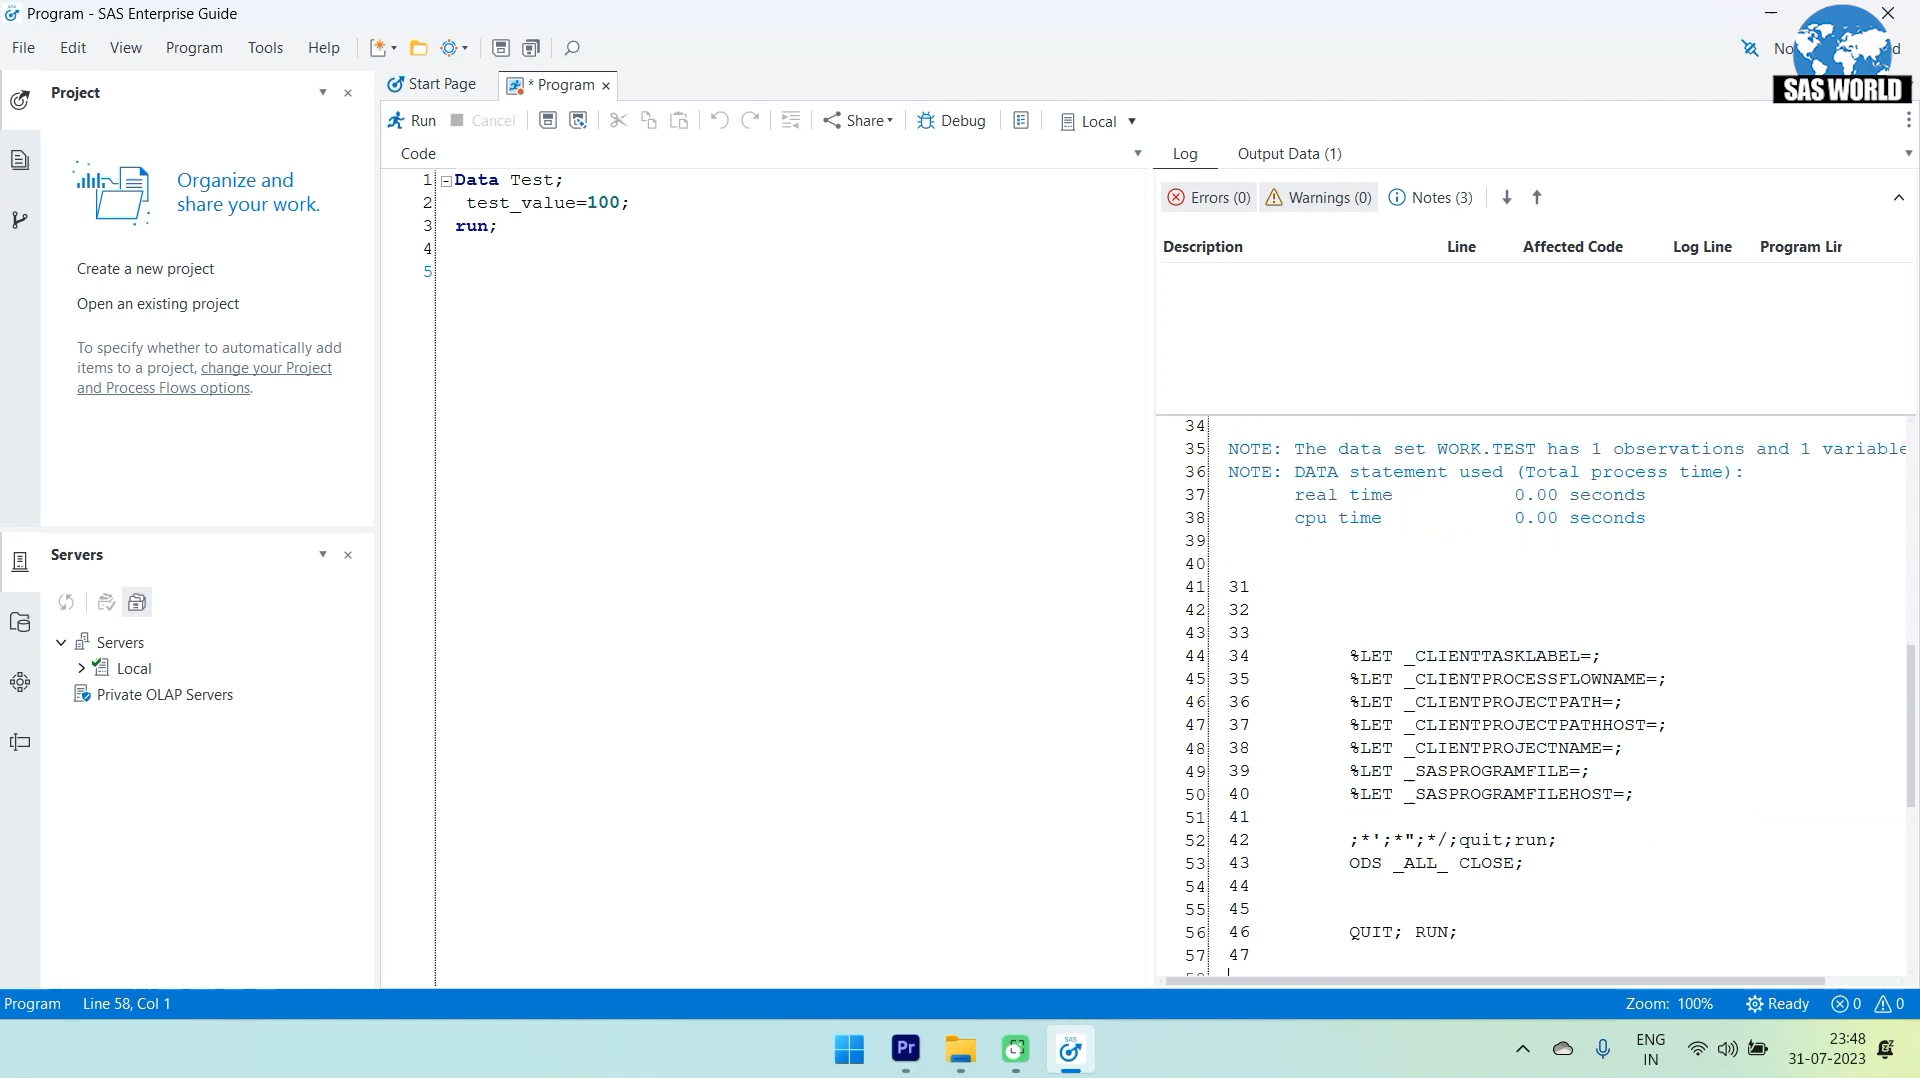 Program - SAS Enterprise Guide
File Edit View Program Tools Help
SAS WORLD
Project
Organize and
share your work.
Create a new project
Open an existing project
To specify whether to automatically add
items to a project, change your Project
and Process Flows options.
Servers
Servers
Local
Private OLAP Servers
Start Page * Program
Run Cancel Share Debug Local
Code
1 Data Test;
2 test_value=100;
3 run;
4
5
Log Output Data (1)
Errors (0) Warnings (0) Notes (3)
Description Line Affected Code Log Line Program Lin
34
35 NOTE: The data set WORK.TEST has 1 observations and 1 variable
36 NOTE: DATA statement used (Total process time):
37 real time 0.00 seconds
38 cpu time 0.00 seconds
39
40
41 31
42 32
43 33
44 34 %LET _CLIENTTASKLABEL=;
45 35 %LET _CLIENTPROCESSFLOWNAME=;
46 36 %LET _CLIENTPROJECTPATH=;
47 37 %LET _CLIENTPROJECTPATHHOST=;
48 38 %LET _CLIENTPROJECTNAME=;
49 39 %LET _SASPROGRAMFILE=;
50 40 %LET _SASPROGRAMFILEHOST=;
51 41
52 42 ;*';*";*/;quit;run;
53 43 ODS _ALL_ CLOSE;
54 44
55 45
56 46 QUIT; RUN;
57 47
Program Line 58, Col 1
Zoom: 100% Ready 0 0
Pr
SAS
ENG
IN
23:48
31-07-2023